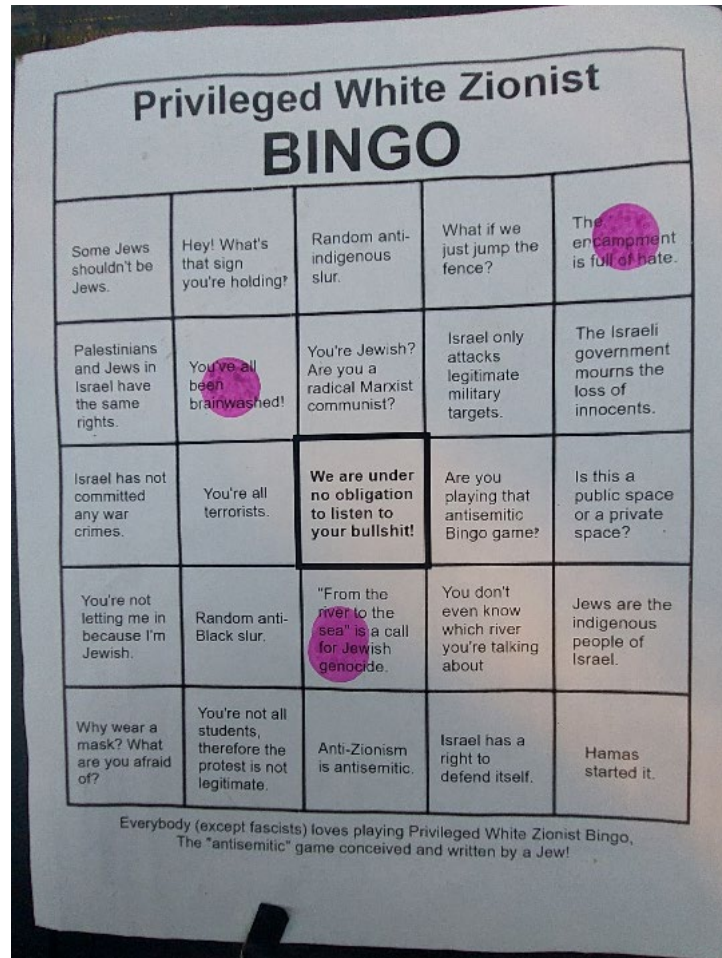 Privileged White Zionist
BINGO
Some Jews
shouldn't be
Jews.
Hey! What's
that sign
you're holding?
Random anti-
indigenous
slur.
What if we
just jump the
fence?
The
encampment
is full of hate.
Palestinians
and Jews in
Israel have
the same
rights.
You've all
been
brainwashed!
You're Jewish?
Are you a
radical Marxist
communist?
Israel only
attacks
legitimate
military
targets.
The Israeli
government
mourns the
loss of
innocents.
Israel has not
committed
any war
crimes.
You're all
terrorists.
We are under
no obligation
to listen to
your bullshit!
Are you
playing that
antisemitic
Bingo game?
Is this a
public space
or a private
space?
You're not
letting me in
because I'm
Jewish.
Random anti-
Black slur.
"From the
river to the
sea" is a call
for Jewish
genocide.
You don't
even know
which river
you're talking
about
Jews are the
indigenous
people of
Israel.
Why wear a
mask? What
are you afraid
of?
You're not all
students,
therefore the
protest is not
legitimate.
Anti-Zionism
is antisemitic.
Israel has a
right to
defend itself.
Hamas
started it.
Everybody (except fascists) loves playing Privileged White Zionist Bingo,
The "antisemitic" game conceived and written by a Jew!